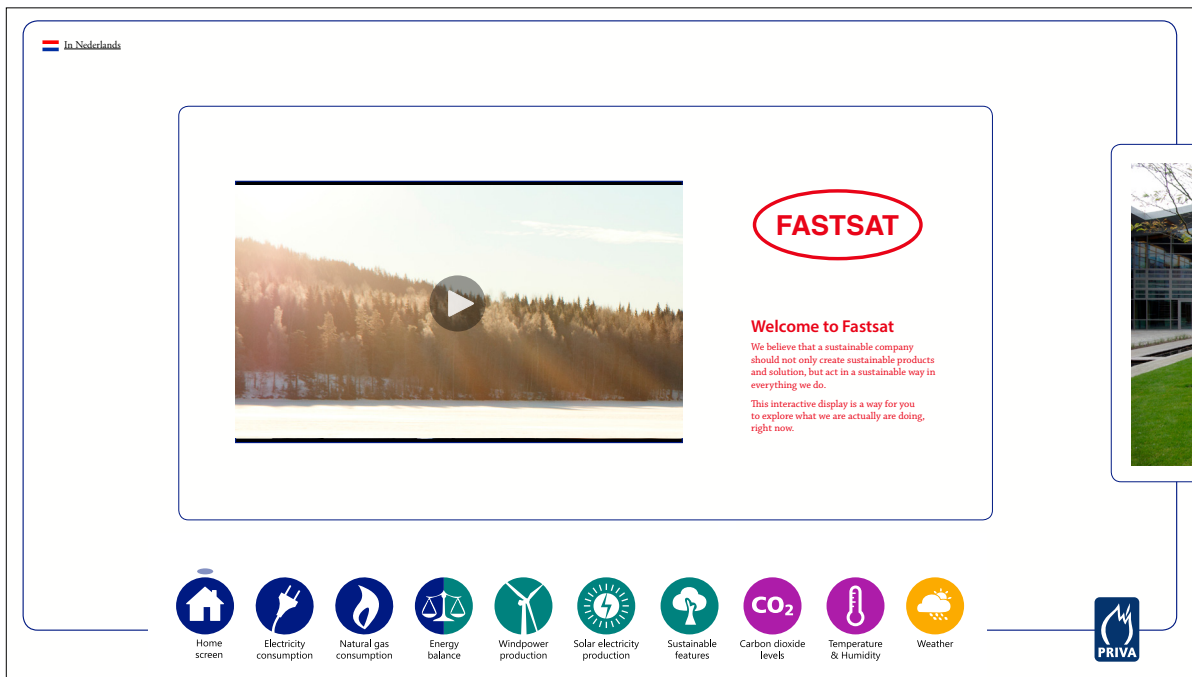 In Nederlands
FASTSAT
Welcome to Fastsat
We believe that a sustainable company
should not only create sustainable products
and solution, but act in a sustainable way in
everything we do.
This interactive display is a way for you
to explore what we are actually are doing,
right now.
Home
screen
Electricity
consumption
Natural gas
consumption
Energy
balance
Windpower
production
Solar electricity
production
Sustainable
features
CO₂
Carbon dioxide
levels
Temperature
& Humidity
Weather
PRIVA